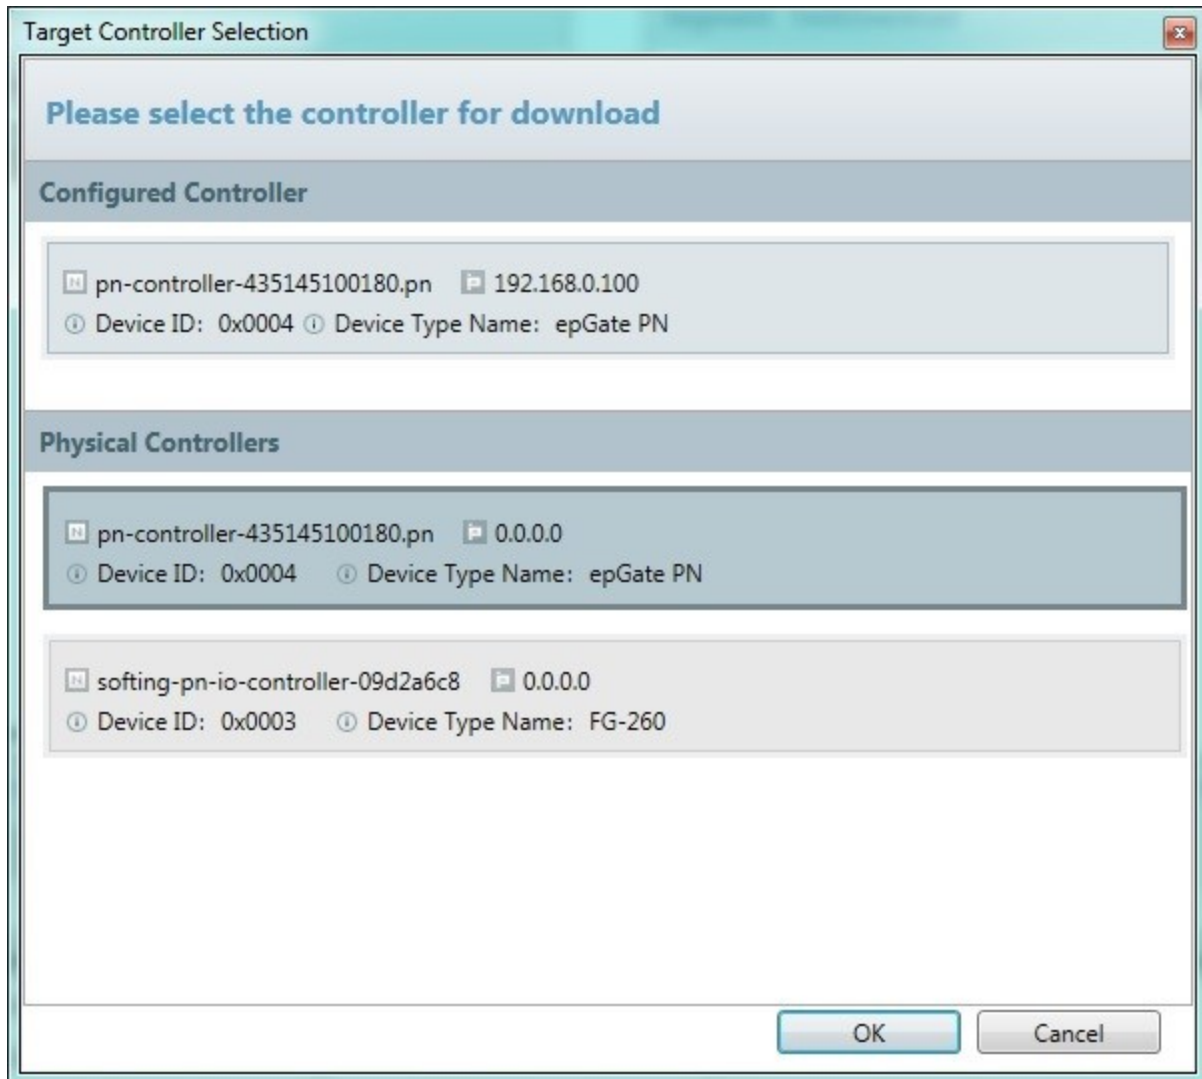 Target Controller Selection
Please select the controller for download
Configured Controller
pn-controller-435145100180.pn 192.168.0.100
Device ID: 0x0004 Device Type Name: epGate PN
Physical Controllers
pn-controller-435145100180.pn 0.0.0.0
Device ID: 0x0004 Device Type Name: epGate PN
softing-pn-io-controller-09d2a6c8 0.0.0.0
Device ID: 0x0003 Device Type Name: FG-260
OK Cancel